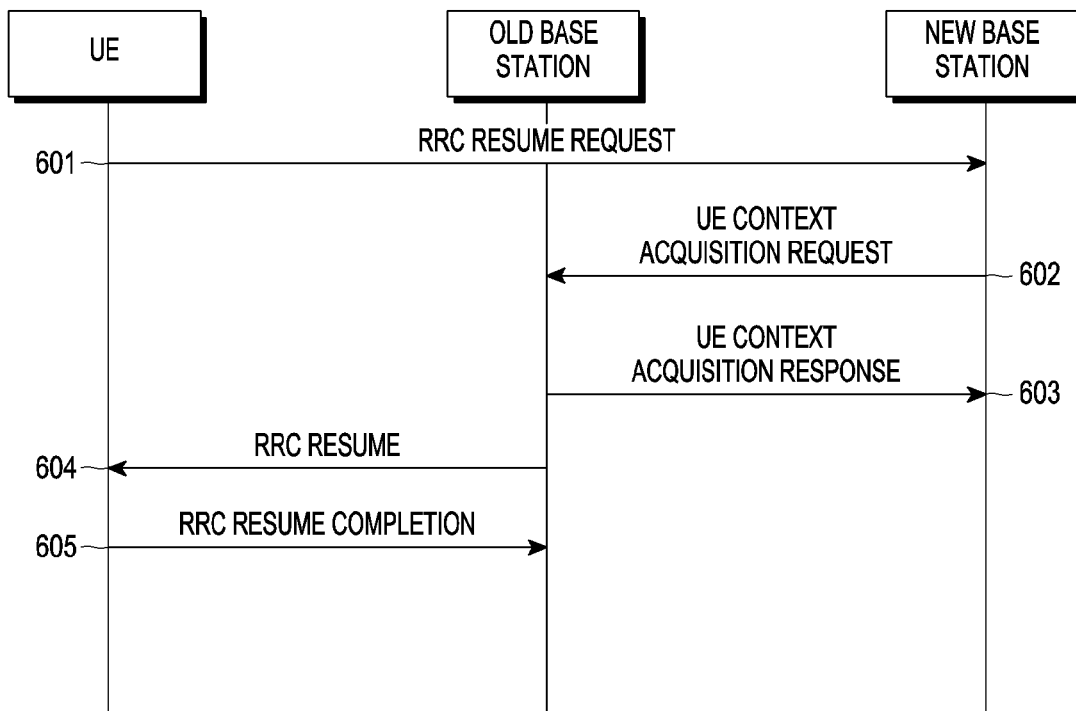 UE
OLD BASE
STATION
NEW BASE
STATION
RRC RESUME REQUEST
601
UE CONTEXT
ACQUISITION REQUEST
602
UE CONTEXT
ACQUISITION RESPONSE
603
RRC RESUME
604
RRC RESUME COMPLETION
605